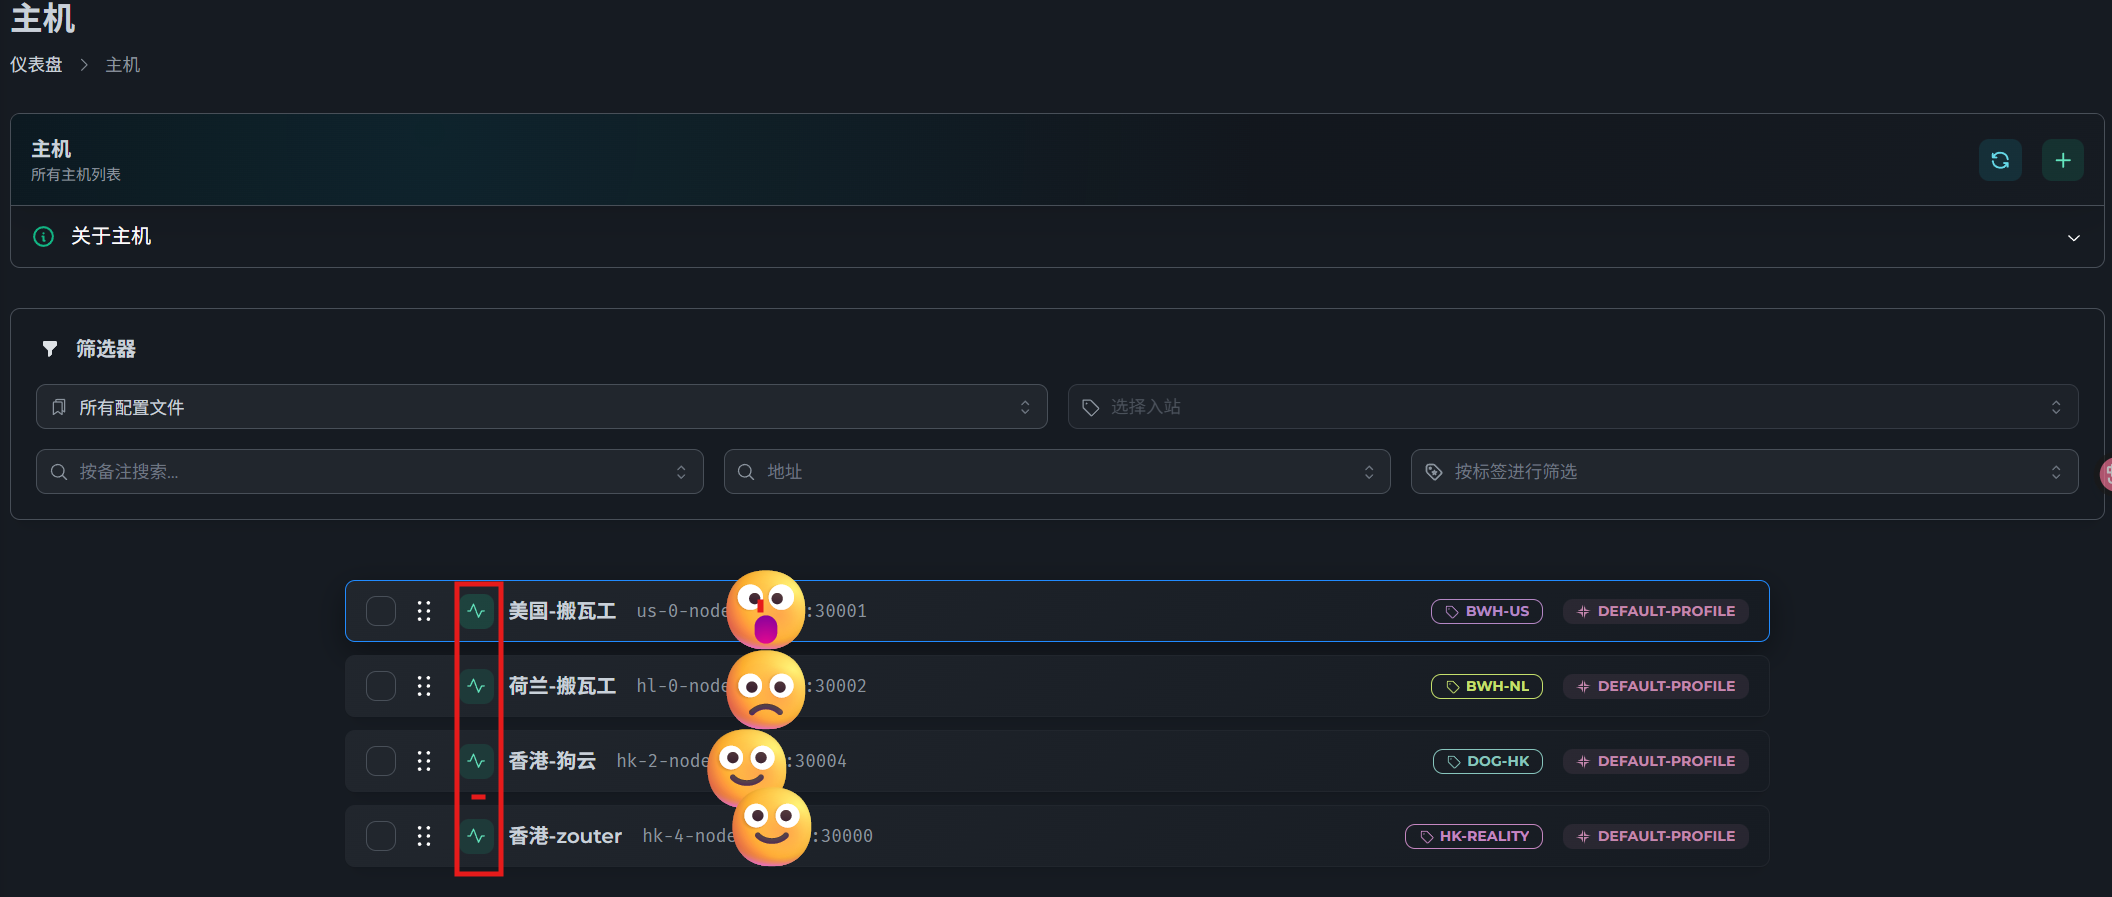 主机
仪表盘 > 主机
主机
所有主机列表
关于主机
筛选器
所有配置文件
选择入站
按备注搜索...
地址
按标签进行筛选
美国-搬瓦工 us-0-node :30001 BWH-US DEFAULT-PROFILE
荷兰-搬瓦工 hl-0-node :30002 BWH-NL DEFAULT-PROFILE
香港-狗云 hk-2-node :30004 DOG-HK DEFAULT-PROFILE
香港-zouter hk-4-node :30000 HK-REALITY DEFAULT-PROFILE